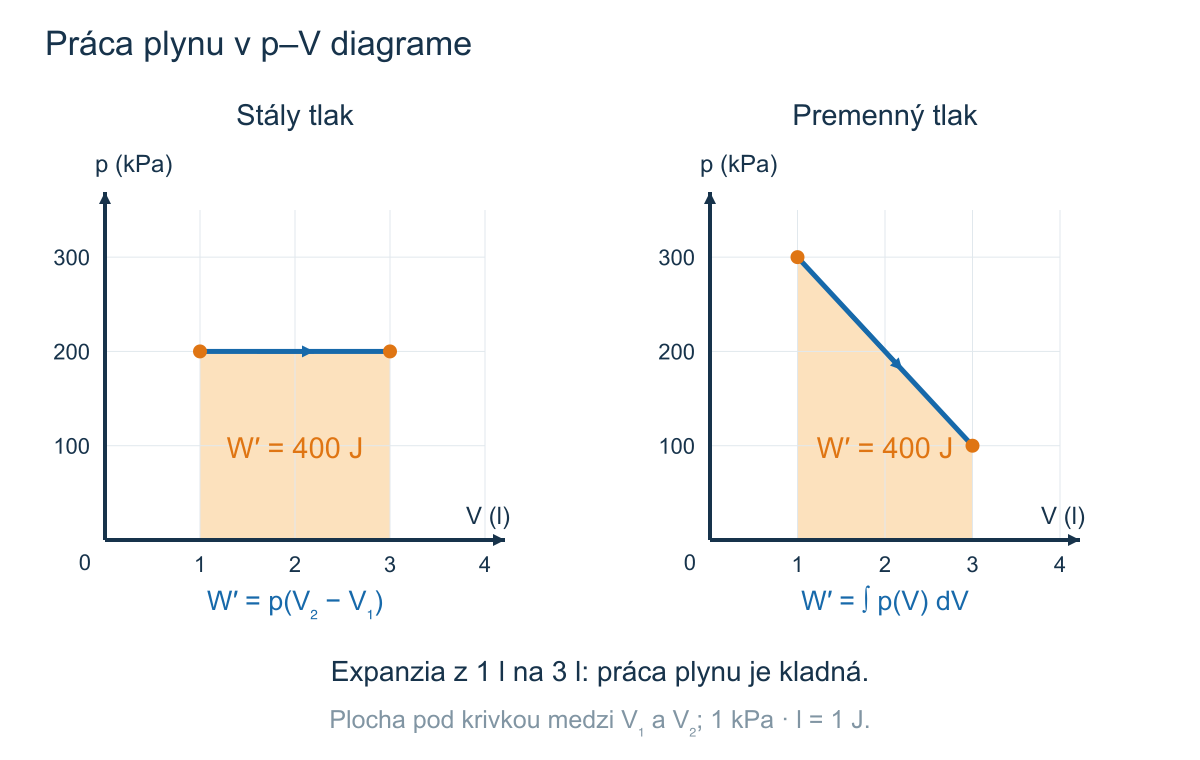 Práca plynu v p–V diagrame
Stály tlak
p (kPa)
300
200
100
0
W′ = 400 J
V (l)
1 2 3 4
W′ = p(V₂ − V₁)
Premenný tlak
p (kPa)
300
200
100
0
W′ = 400 J
V (l)
1 2 3 4
W′ = ∫ p(V) dV
Expanzia z 1 l na 3 l: práca plynu je kladná.
Plocha pod krivkou medzi V₁ a V₂; 1 kPa · l = 1 J.